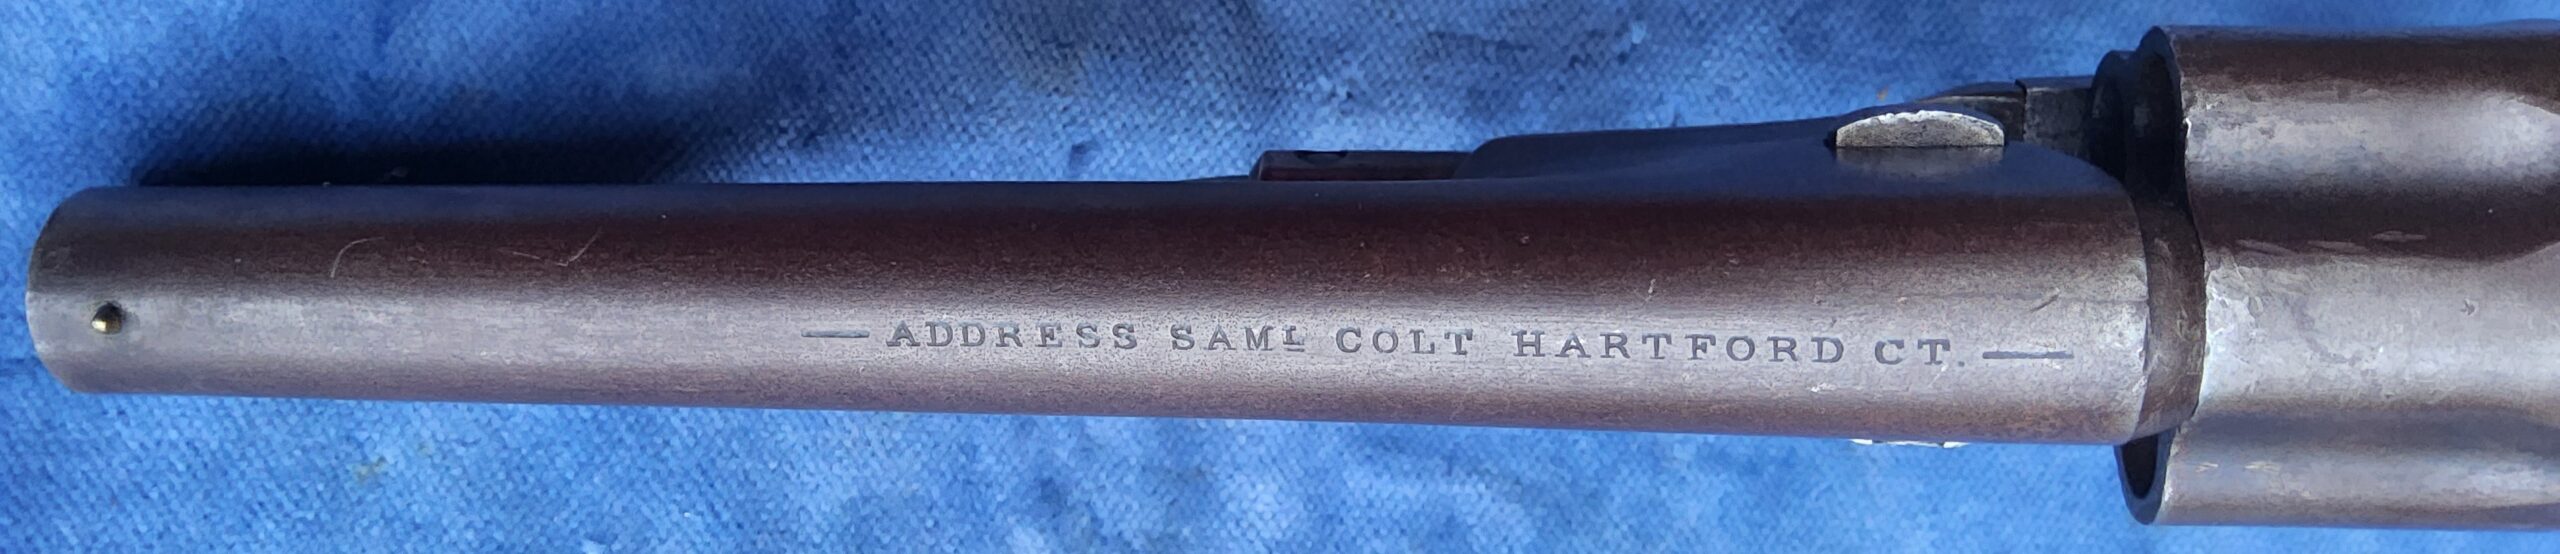 — ADDRESS SAMᴸ COLT HARTFORD CT. —